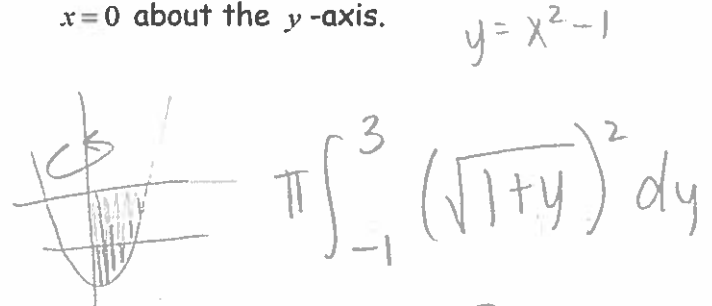 x = 0 about the y-axis.
y = x² - 1
π∫₋₁³ (√(1+y))² dy